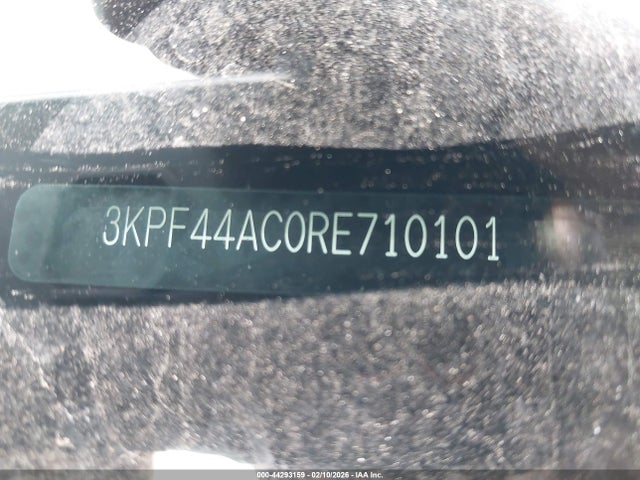 3KPF44AC0RE710101
000-44293159 • 02/10/2026 • IAA Inc.